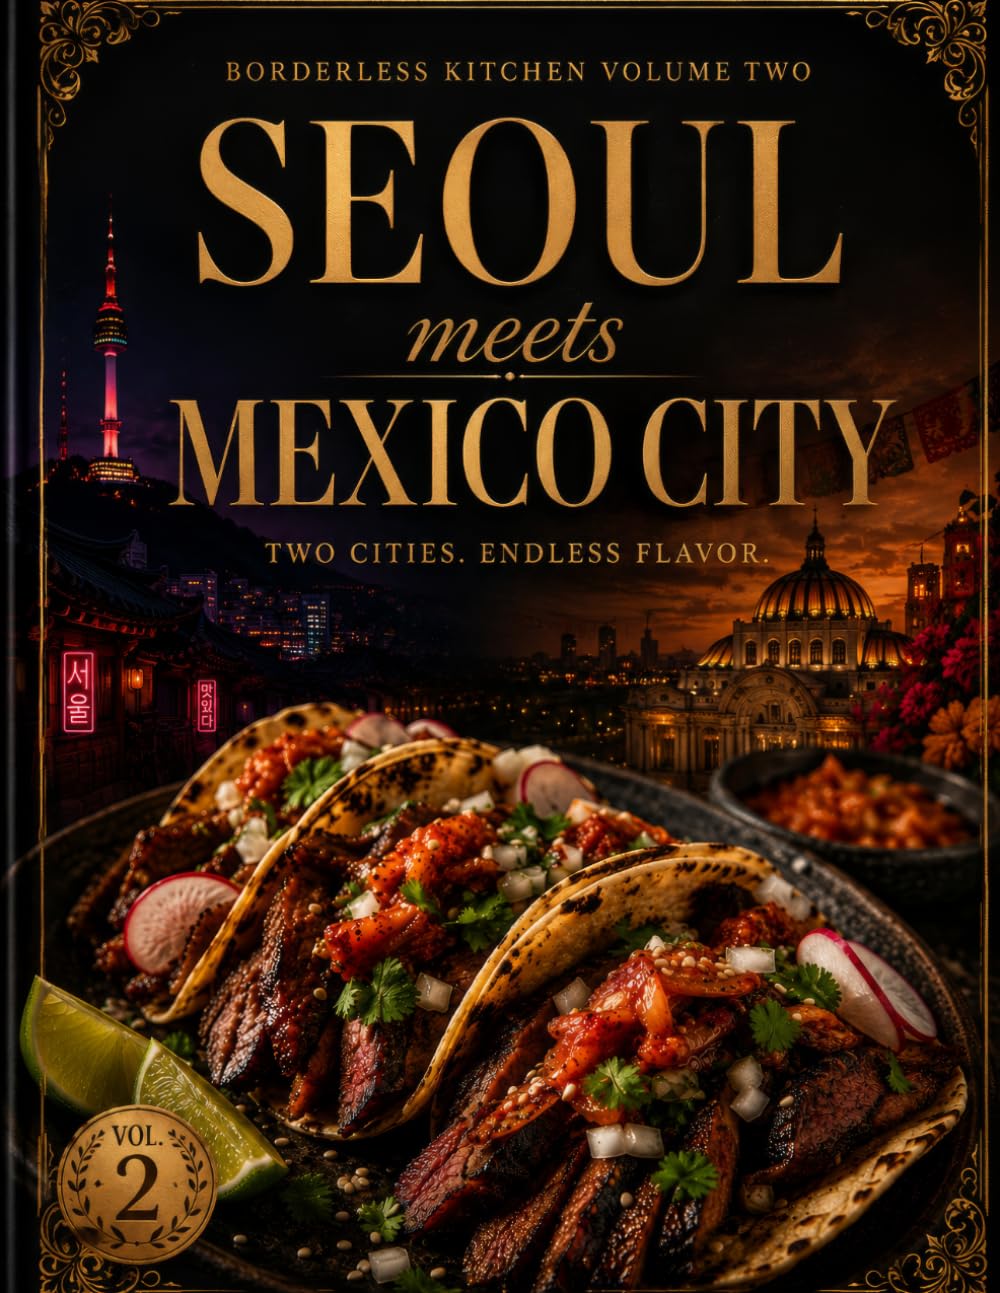 BORDERLESS KITCHEN VOLUME TWO
SEOUL
meets
MEXICO CITY
TWO CITIES. ENDLESS FLAVOR.
서울
맛있다
VOL.
2